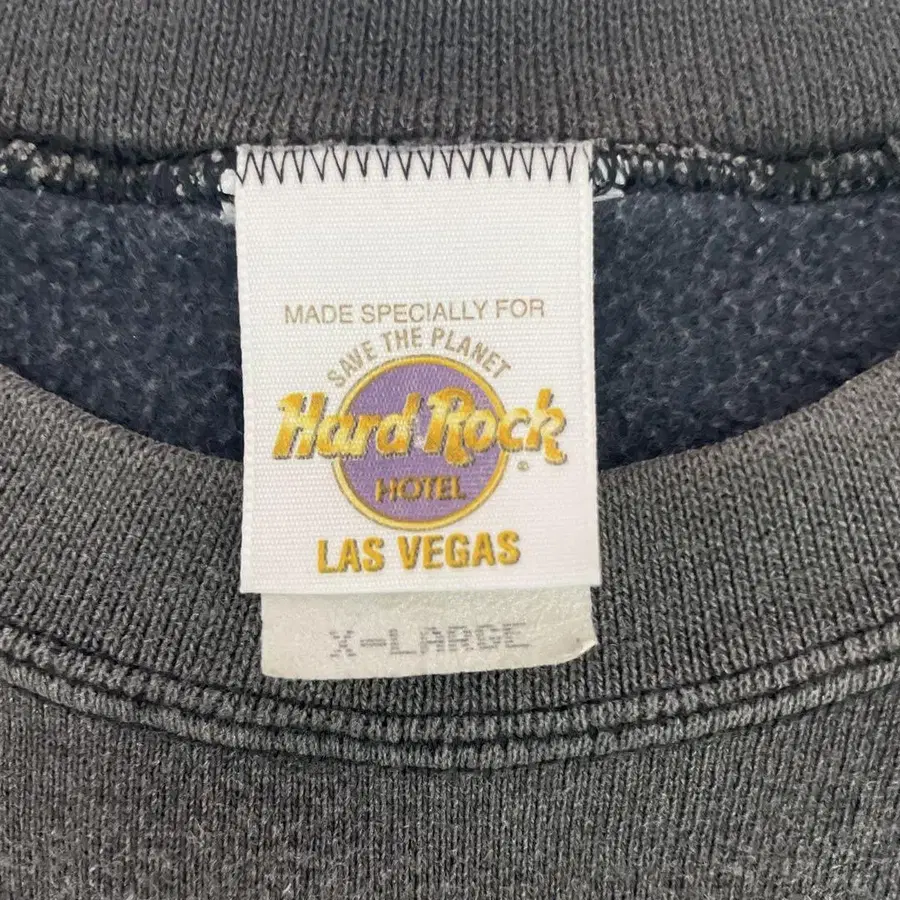 MADE SPECIALLY FOR
SAVE THE PLANET
Hard Rock
®
HOTEL
LAS VEGAS
X-LARGE